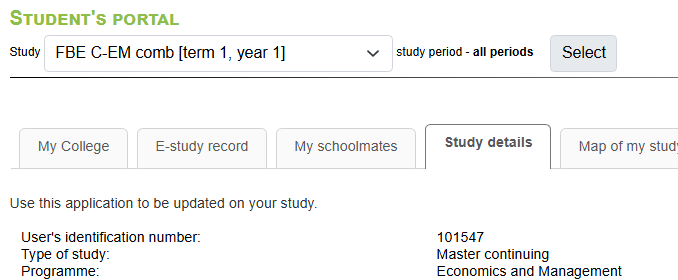 STUDENT'S PORTAL
Study FBE C-EM comb [term 1, year 1] study period - all periods Select
My College E-study record My schoolmates Study details Map of my study
Use this application to be updated on your study.
User's identification number: 101547
Type of study: Master continuing
Programme: Economics and Management